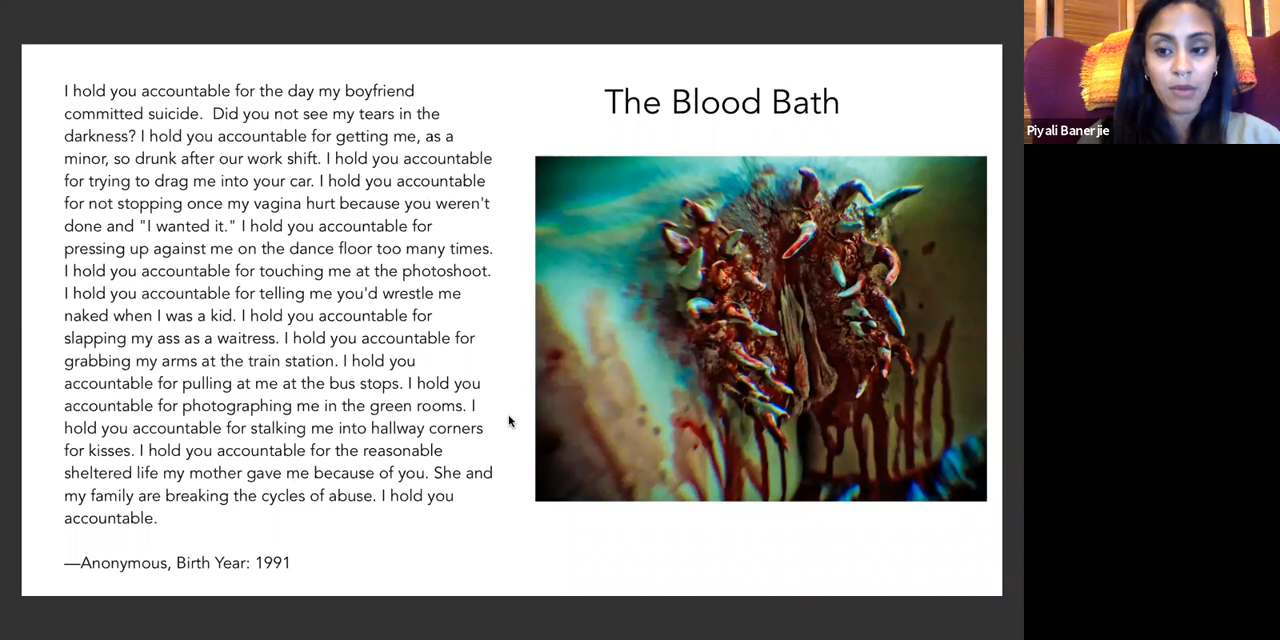 I hold you accountable for the day my boyfriend
committed suicide.  Did you not see my tears in the
darkness? I hold you accountable for getting me, as a
minor, so drunk after our work shift. I hold you accountable
for trying to drag me into your car. I hold you accountable
for not stopping once my vagina hurt because you weren't
done and "I wanted it." I hold you accountable for
pressing up against me on the dance floor too many times.
I hold you accountable for touching me at the photoshoot.
I hold you accountable for telling me you'd wrestle me
naked when I was a kid. I hold you accountable for
slapping my ass as a waitress. I hold you accountable for
grabbing my arms at the train station. I hold you
accountable for pulling at me at the bus stops. I hold you
accountable for photographing me in the green rooms. I
hold you accountable for stalking me into hallway corners
for kisses. I hold you accountable for the reasonable
sheltered life my mother gave me because of you. She and
my family are breaking the cycles of abuse. I hold you
accountable.
—Anonymous, Birth Year: 1991
The Blood Bath
Piyali Banerjie